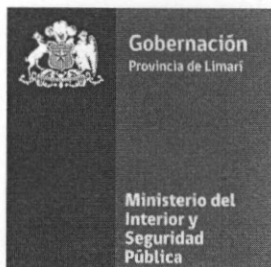 Gobernación
Provincia de Limarí
Ministerio del
Interior y
Seguridad
Pública